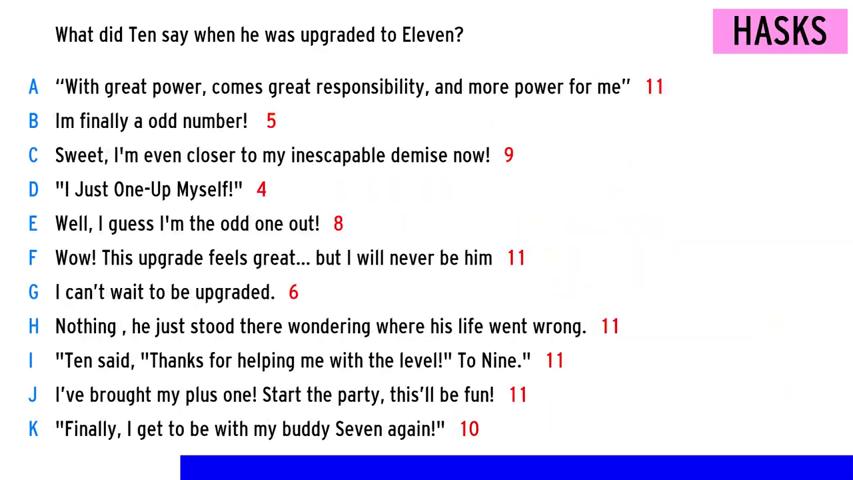 What did Ten say when he was upgraded to Eleven?
HASKS
A “With great power, comes great responsibility, and more power for me” 11
B Im finally a odd number! 5
C Sweet, I'm even closer to my inescapable demise now! 9
D "I Just One-Up Myself!" 4
E Well, I guess I'm the odd one out! 8
F Wow! This upgrade feels great... but I will never be him 11
G I can’t wait to be upgraded. 6
H Nothing , he just stood there wondering where his life went wrong. 11
I "Ten said, "Thanks for helping me with the level!" To Nine." 11
J I’ve brought my plus one! Start the party, this’ll be fun! 11
K "Finally, I get to be with my buddy Seven again!" 10